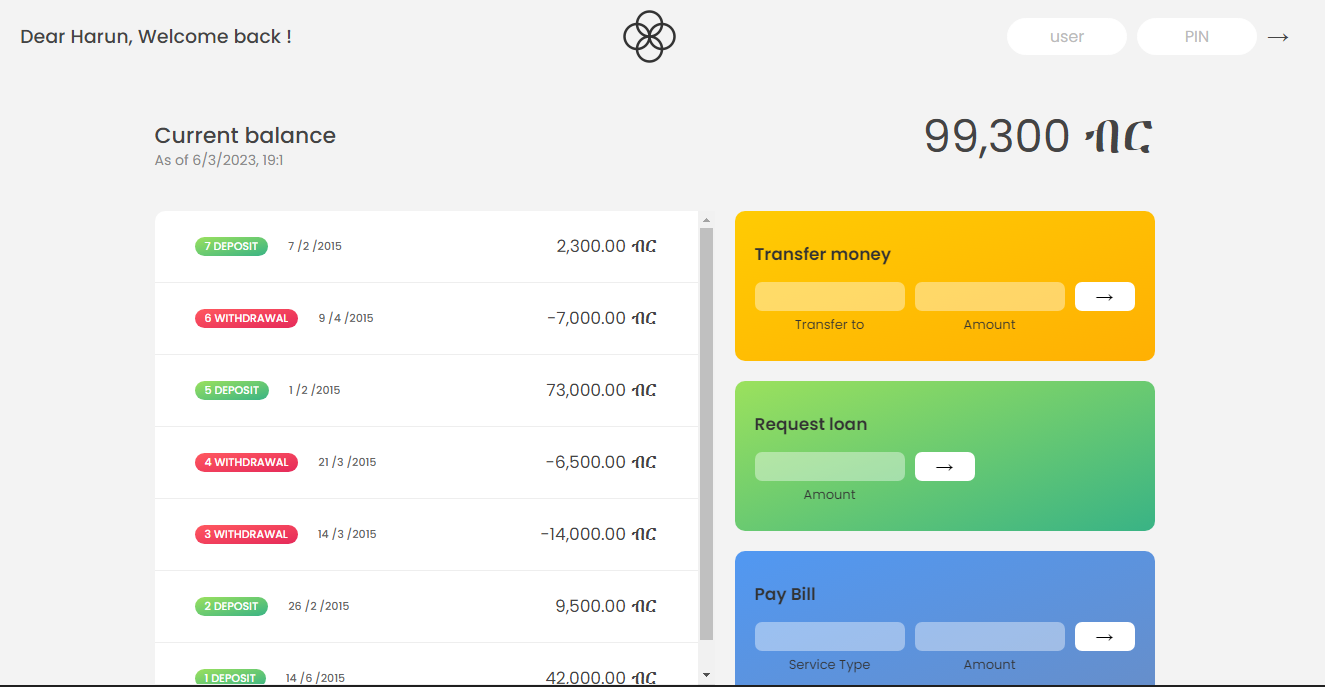 Dear Harun, Welcome back !
user PIN →
Current balance
As of 6/3/2023, 19:1
99,300 ብር
7 DEPOSIT 7 /2 /2015 2,300.00 ብር
6 WITHDRAWAL 9 /4 /2015 -7,000.00 ብር
5 DEPOSIT 1 /2 /2015 73,000.00 ብር
4 WITHDRAWAL 21 /3 /2015 -6,500.00 ብር
3 WITHDRAWAL 14 /3 /2015 -14,000.00 ብር
2 DEPOSIT 26 /2 /2015 9,500.00 ብር
1 DEPOSIT 14 /6 /2015 42,000.00 ብር
Transfer money
→
Transfer to Amount
Request loan
→
Amount
Pay Bill
→
Service Type Amount